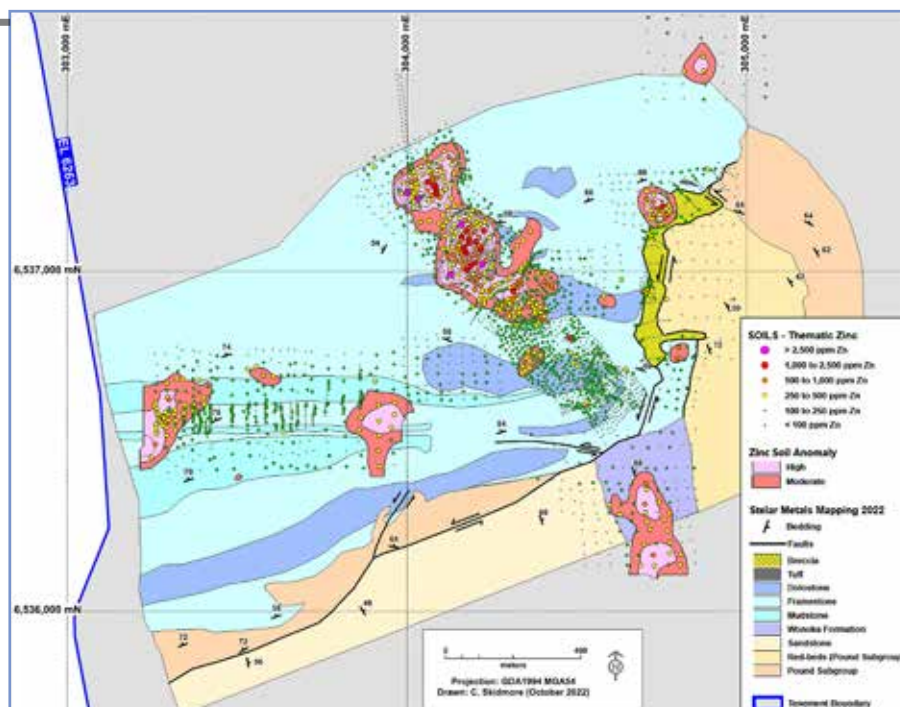 303,000 mE
304,000 mE
305,000 mE
EL 6263
6,537,000 mN
6,536,000 mN
SOILS - Thematic Zinc
> 2,500 ppm Zn
1,000 to 2,500 ppm Zn
500 to 1,000 ppm Zn
250 to 500 ppm Zn
100 to 250 ppm Zn
< 100 ppm Zn
Zinc Soil Anomaly
High
Moderate
Stelar Metals Mapping 2022
Bedding
Faults
Breccia
Tuff
Dolostone
Framestone
Mudstone
Wonoka Formation
Sandstone
Red-beds (Pound Subgroup
Pound Subgroup
Tenement Boundary
0 400
meters
Projection: GDA1994 MGA54
Drawn: C. Skidmore (October 2022)
N